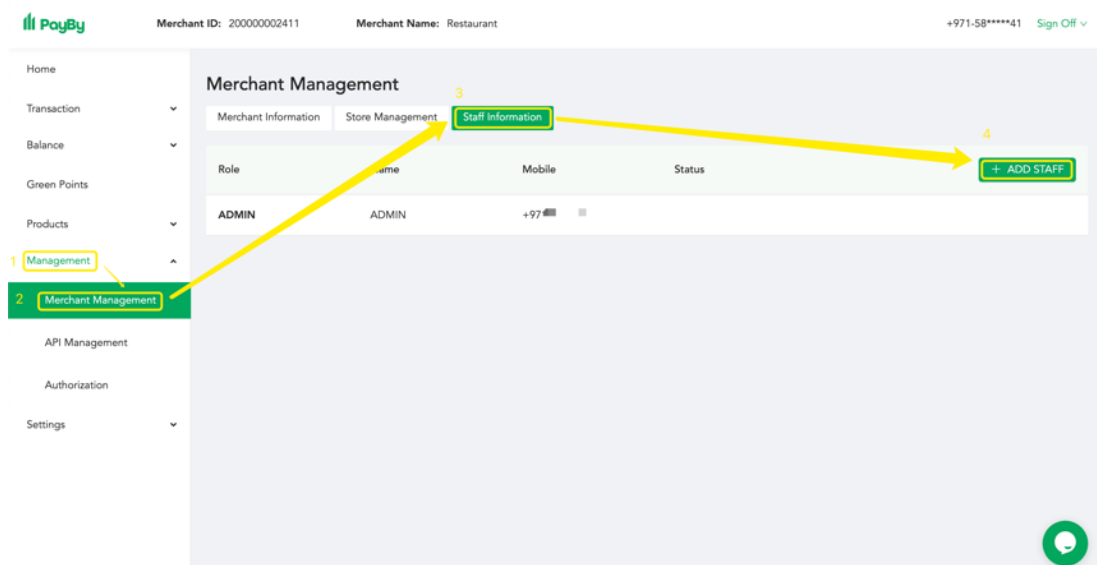 PayBy Merchant ID: 200000002411 Merchant Name: Restaurant +971-58*****41 Sign Off
Home
Transaction
Balance
Green Points
Products
1 Management
2 Merchant Management
API Management
Authorization
Settings
Merchant Management
3
Merchant Information Store Management Staff Information
4
Role Mobile Status + ADD STAFF
ADMIN ADMIN +97